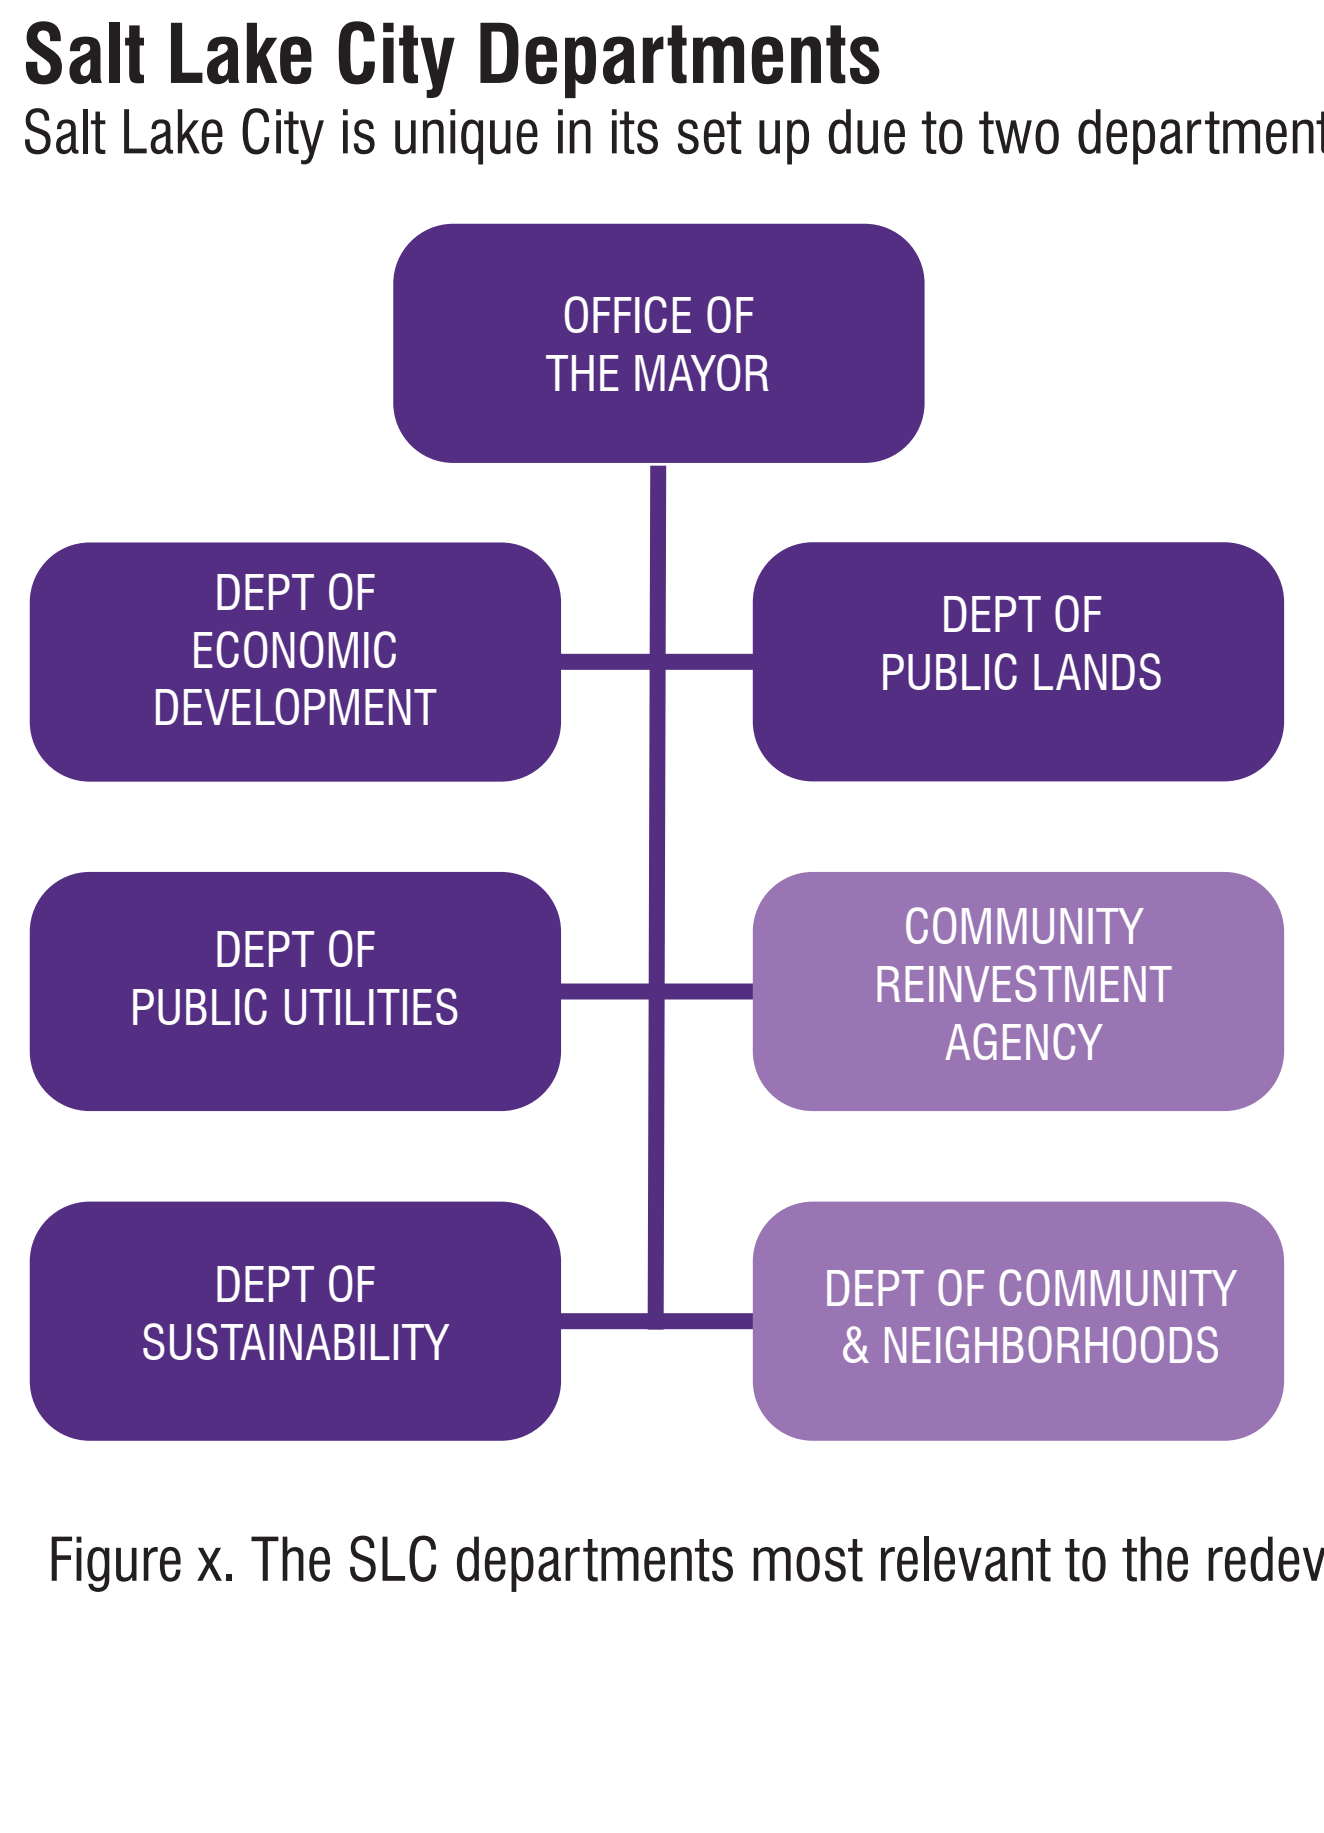 Salt Lake City Departments
Salt Lake City is unique in its set up due to two department
OFFICE OF
THE MAYOR
DEPT OF
ECONOMIC
DEVELOPMENT
DEPT OF
PUBLIC LANDS
DEPT OF
PUBLIC UTILITIES
COMMUNITY
REINVESTMENT
AGENCY
DEPT OF
SUSTAINABILITY
DEPT OF COMMUNITY
& NEIGHBORHOODS
Figure x. The SLC departments most relevant to the redev